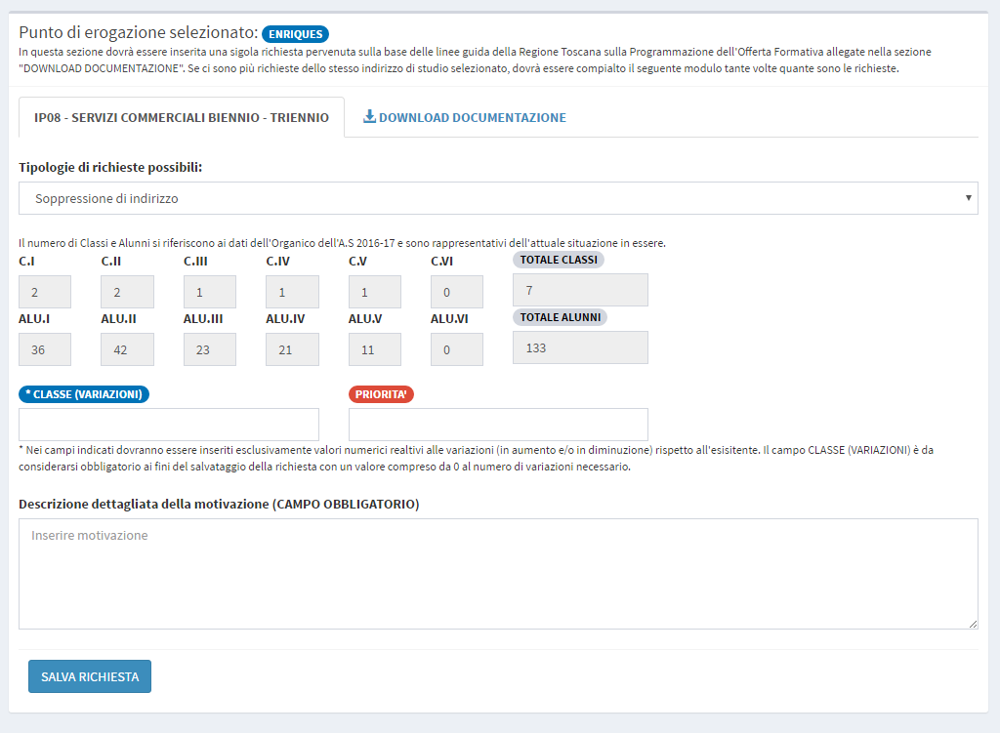 Punto di erogazione selezionato: ENRIQUES
In questa sezione dovrà essere inserita una sigola richiesta pervenuta sulla base delle linee guida della Regione Toscana sulla Programmazione dell'Offerta Formativa allegate nella sezione
"DOWNLOAD DOCUMENTAZIONE". Se ci sono più richieste dello stesso indirizzo di studio selezionato, dovrà essere compialto il seguente modulo tante volte quante sono le richieste.
IP08 - SERVIZI COMMERCIALI BIENNIO - TRIENNIO DOWNLOAD DOCUMENTAZIONE
Tipologie di richieste possibili:
Soppressione di indirizzo
Il numero di Classi e Alunni si riferiscono ai dati dell'Organico dell'A.S 2016-17 e sono rappresentativi dell'attuale situazione in essere.
C.I C.II C.III C.IV C.V C.VI TOTALE CLASSI
2 2 1 1 1 0 7
ALU.I ALU.II ALU.III ALU.IV ALU.V ALU.VI TOTALE ALUNNI
36 42 23 21 11 0 133
* CLASSE (VARIAZIONI) PRIORITA'
* Nei campi indicati dovranno essere inseriti esclusivamente valori numerici realtivi alle variazioni (in aumento e/o in diminuzione) rispetto all'esisitente. Il campo CLASSE (VARIAZIONI) è da
considerarsi obbligatorio ai fini del salvataggio della richiesta con un valore compreso da 0 al numero di variazioni necessario.
Descrizione dettagliata della motivazione (CAMPO OBBLIGATORIO)
Inserire motivazione
SALVA RICHIESTA